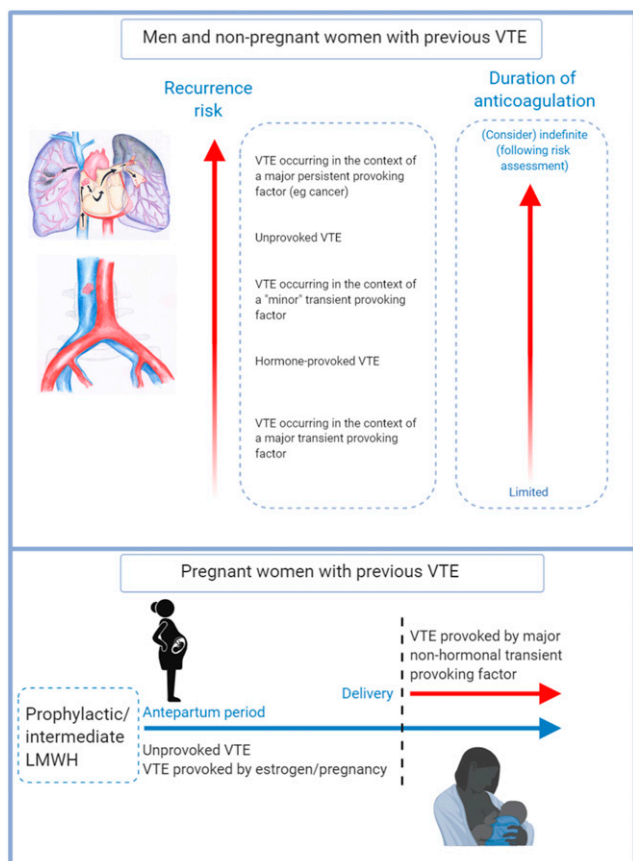 Men and non-pregnant women with previous VTE
Recurrence
risk
Duration of
anticoagulation
(Consider) indefinite
(following risk
assessment)
VTE occurring in the context of
a major persistent provoking
factor (eg cancer)
Unprovoked VTE
VTE occurring in the context of
a "minor" transient provoking
factor
Hormone-provoked VTE
VTE occurring in the context of
a major transient provoking
factor
Limited
Pregnant women with previous VTE
VTE provoked by major
non-hormonal transient
provoking factor
Delivery
Prophylactic/
intermediate
LMWH
Antepartum period
Unprovoked VTE
VTE provoked by estrogen/pregnancy